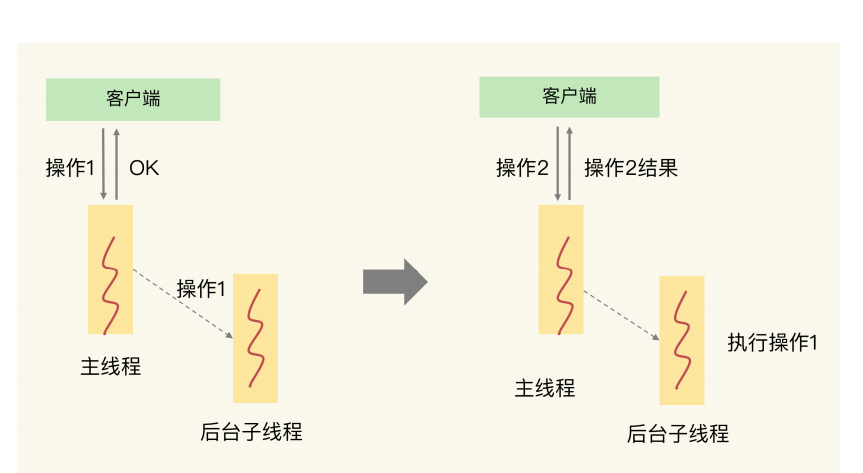 客户端
操作1
OK
操作1
主线程
后台子线程
客户端
操作2
操作2结果
执行操作1
主线程
后台子线程